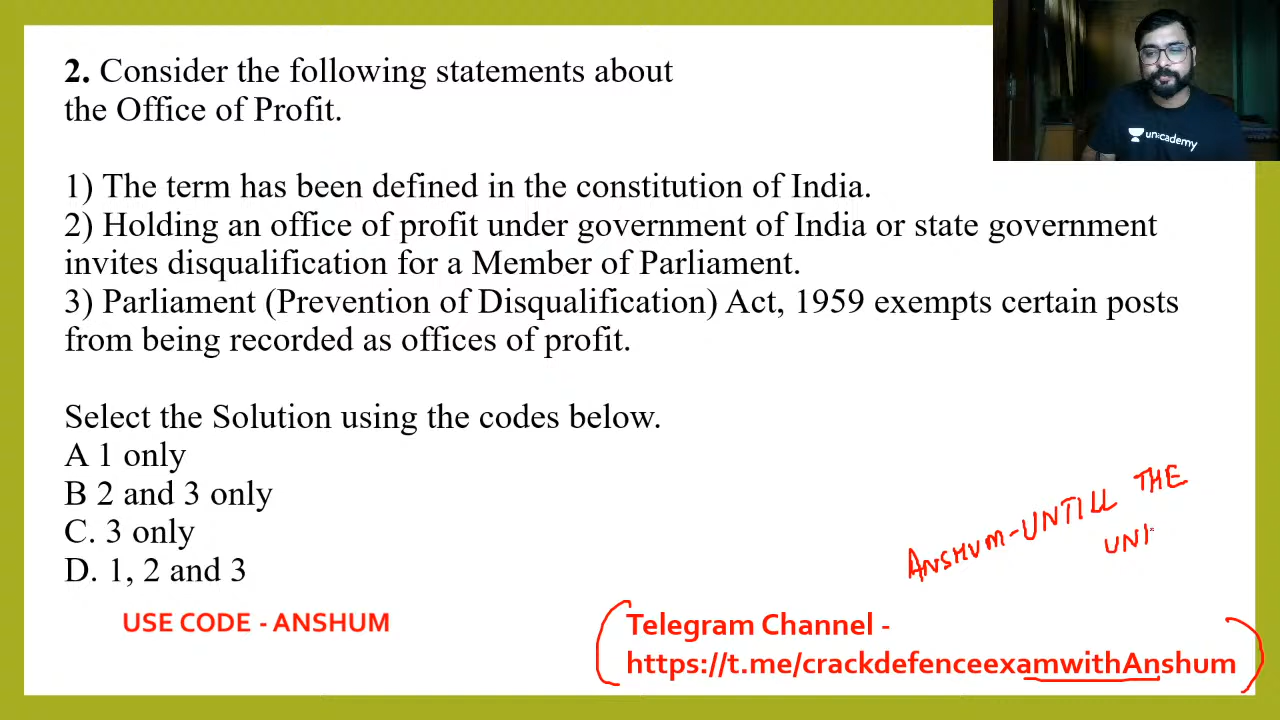 2. Consider the following statements about
the Office of Profit.
unacademy
1) The term has been defined in the constitution of India.
2) Holding an office of profit under government of India or state government
invites disqualification for a Member of Parliament.
3) Parliament (Prevention of Disqualification) Act, 1959 exempts certain posts
from being recorded as offices of profit.
Select the Solution using the codes below.
A 1 only
B 2 and 3 only
C. 3 only
D. 1, 2 and 3
ANSHUM-UNTILL THE
UNI
USE CODE - ANSHUM
Telegram Channel -
https://t.me/crackdefenceexamwithAnshum